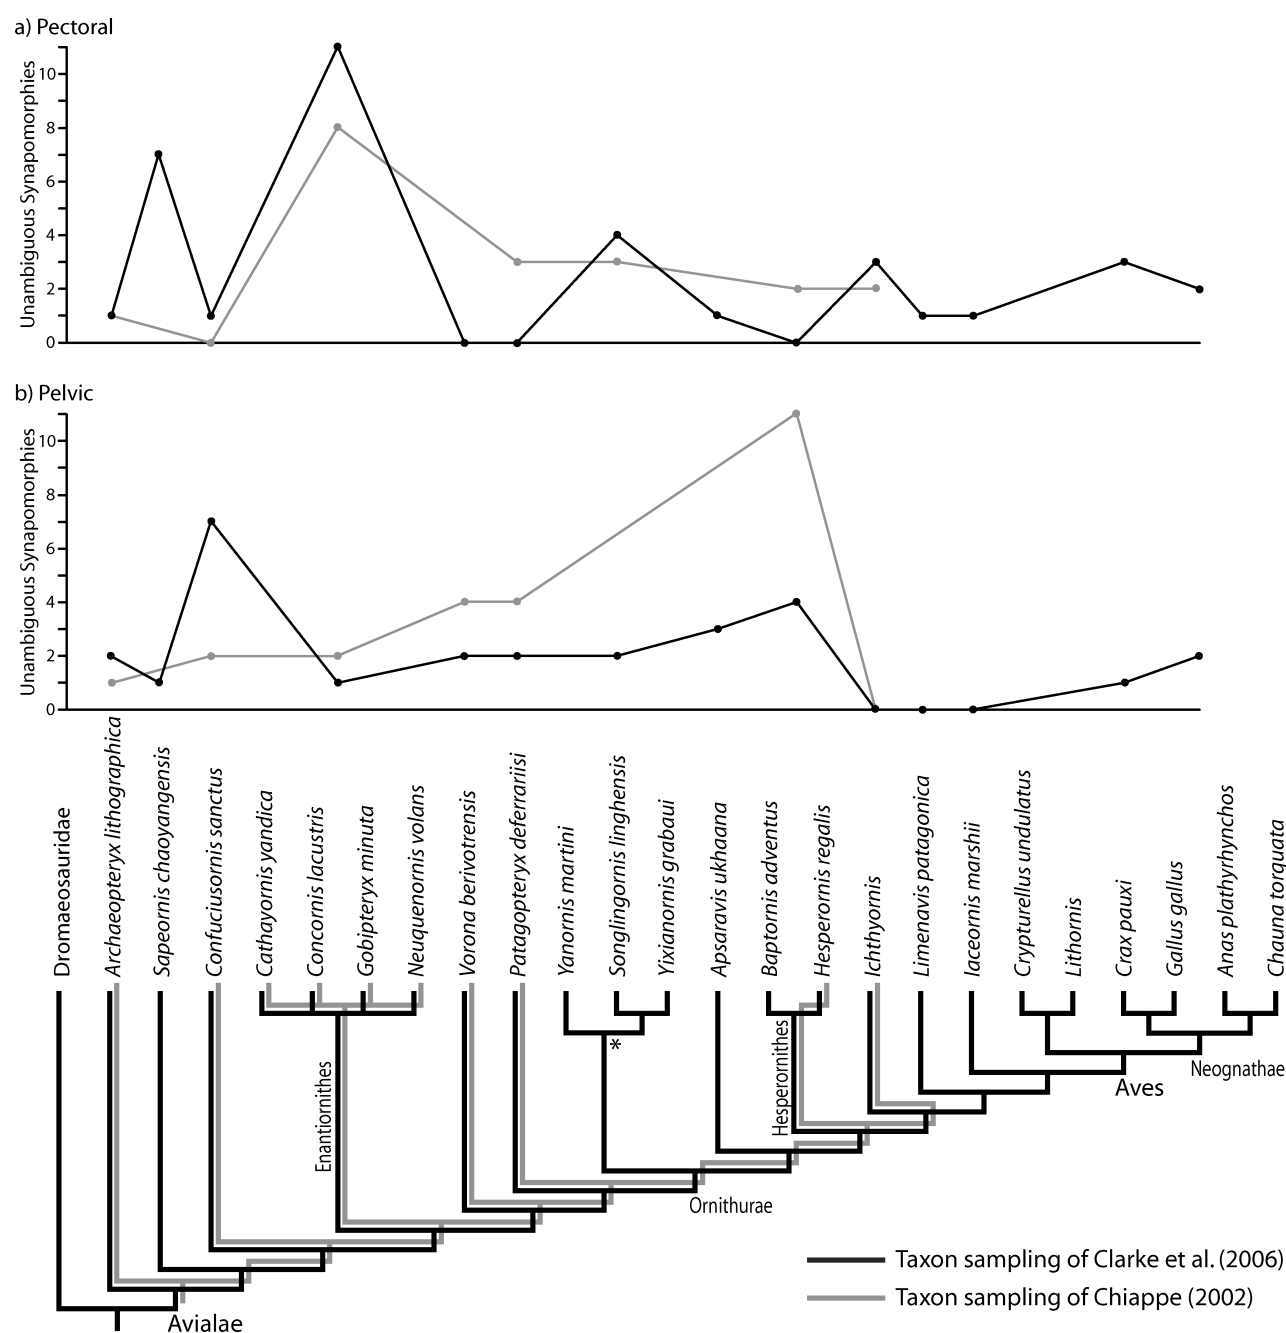 a) Pectoral
Unambiguous Synapomorphies
10
8
6
4
2
0
b) Pelvic
Unambiguous Synapomorphies
10
8
6
4
2
0
Dromaeosauridae
Archaeopteryx lithographica
Sapeornis chaoyangensis
Confuciusornis sanctus
Cathayornis yandica
Concornis lacustris
Gobipteryx minuta
Neuquenornis volans
Vorona berivotrensis
Patagopteryx deferrariisi
Yanornis martini
Songlingornis linghensis
Yixianornis grabaui
Apsaravis ukhaana
Baptornis adventus
Hesperornis regalis
Ichthyornis
Limenavis patagonica
Iaceornis marshii
Crypturellus undulatus
Lithornis
Crax pauxi
Gallus gallus
Anas plathyrhynchos
Chauna torquata
*
Enantiornithes
Hesperornithes
Neognathae
Aves
Ornithurae
Avialae
Taxon sampling of Clarke et al. (2006)
Taxon sampling of Chiappe (2002)